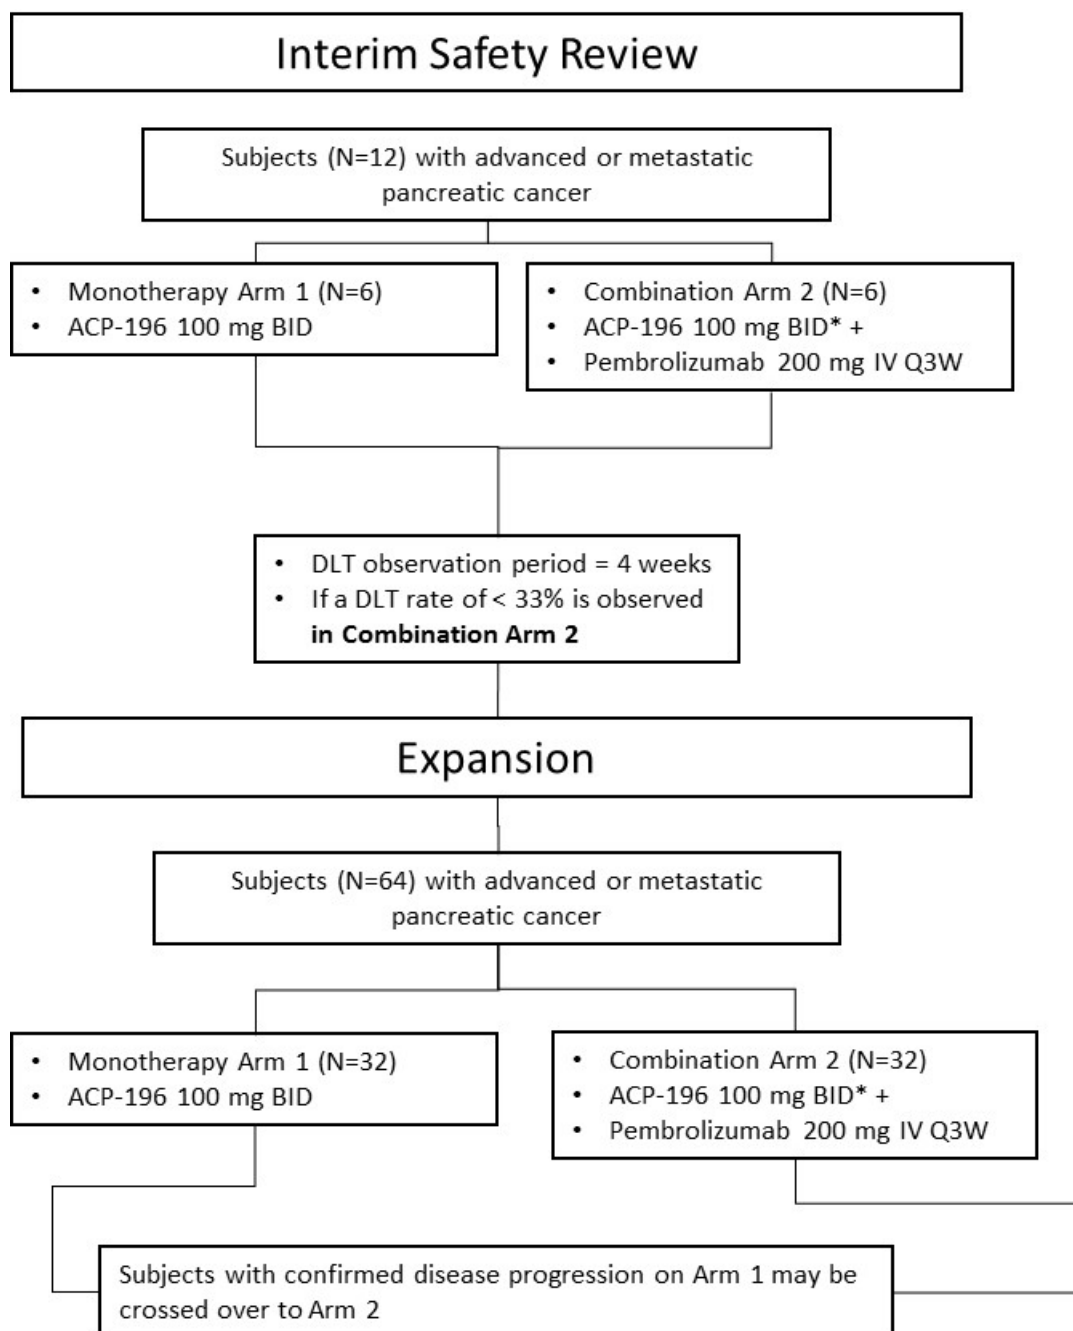 Interim Safety Review
Subjects (N=12) with advanced or metastatic
pancreatic cancer
• Monotherapy Arm 1 (N=6)
• ACP-196 100 mg BID
• Combination Arm 2 (N=6)
• ACP-196 100 mg BID* +
• Pembrolizumab 200 mg IV Q3W
• DLT observation period = 4 weeks
• If a DLT rate of < 33% is observed
in Combination Arm 2
Expansion
Subjects (N=64) with advanced or metastatic
pancreatic cancer
• Monotherapy Arm 1 (N=32)
• ACP-196 100 mg BID
• Combination Arm 2 (N=32)
• ACP-196 100 mg BID* +
• Pembrolizumab 200 mg IV Q3W
Subjects with confirmed disease progression on Arm 1 may be
crossed over to Arm 2